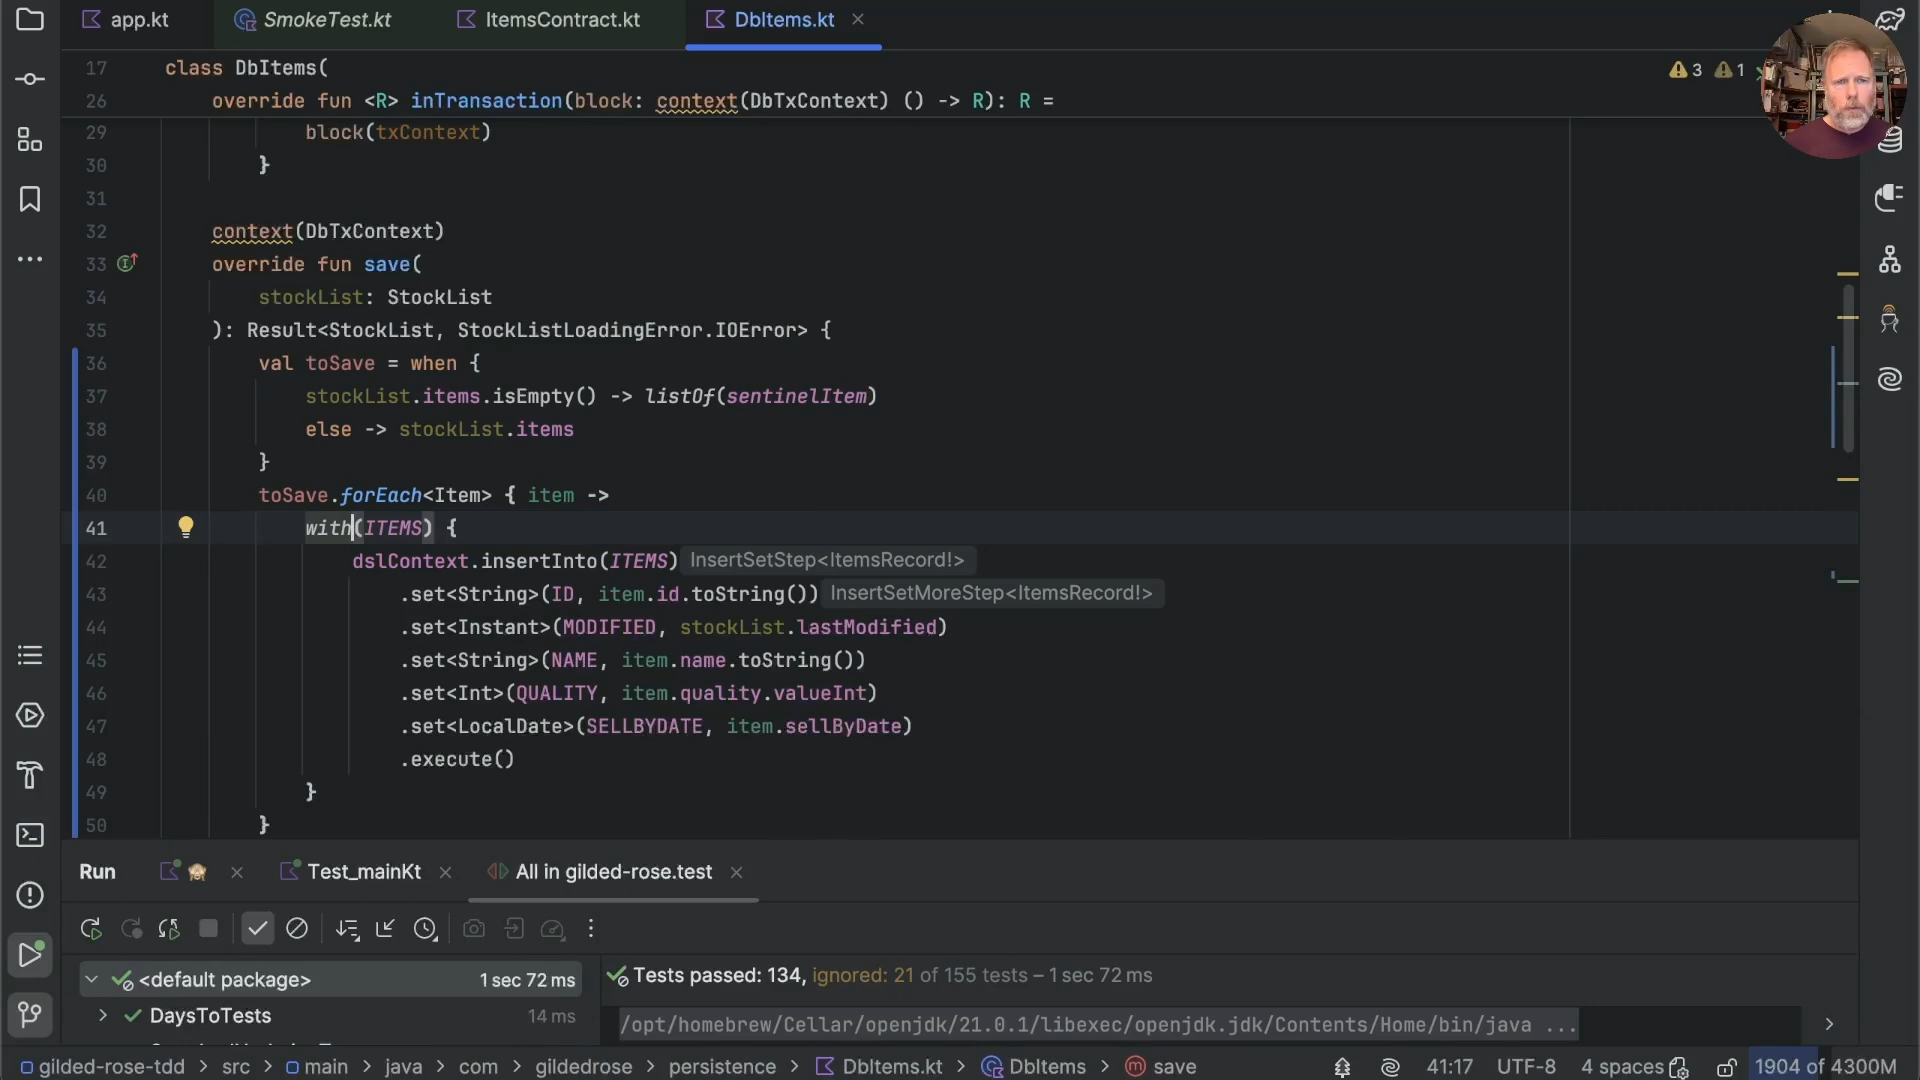 app.kt SmokeTest.kt ItemsContract.kt DbItems.kt
17 class DbItems( 3 1
26 override fun <R> inTransaction(block: context(DbTxContext) () -> R): R =
29 block(txContext)
30 }
31
32 context(DbTxContext)
33 override fun save(
34 stockList: StockList
35 ): Result<StockList, StockListLoadingError.IOError> {
36 val toSave = when {
37 stockList.items.isEmpty() -> listOf(sentinelItem)
38 else -> stockList.items
39 }
40 toSave.forEach<Item> { item ->
41 with(ITEMS) {
42 dslContext.insertInto(ITEMS) InsertSetStep<ItemsRecord!>
43 .set<String>(ID, item.id.toString()) InsertSetMoreStep<ItemsRecord!>
44 .set<Instant>(MODIFIED, stockList.lastModified)
45 .set<String>(NAME, item.name.toString())
46 .set<Int>(QUALITY, item.quality.valueInt)
47 .set<LocalDate>(SELLBYDATE, item.sellByDate)
48 .execute()
49 }
50 }
Run Test_mainKt All in gilded-rose.test
<default package> 1 sec 72 ms Tests passed: 134, ignored: 21 of 155 tests – 1 sec 72 ms
DaysToTests 14 ms /opt/homebrew/Cellar/openjdk/21.0.1/libexec/openjdk.jdk/Contents/Home/bin/java ...
gilded-rose-tdd > src > main > java > com > gildedrose > persistence > DbItems.kt > DbItems > save 41:17 UTF-8 4 spaces 1904 of 4300M